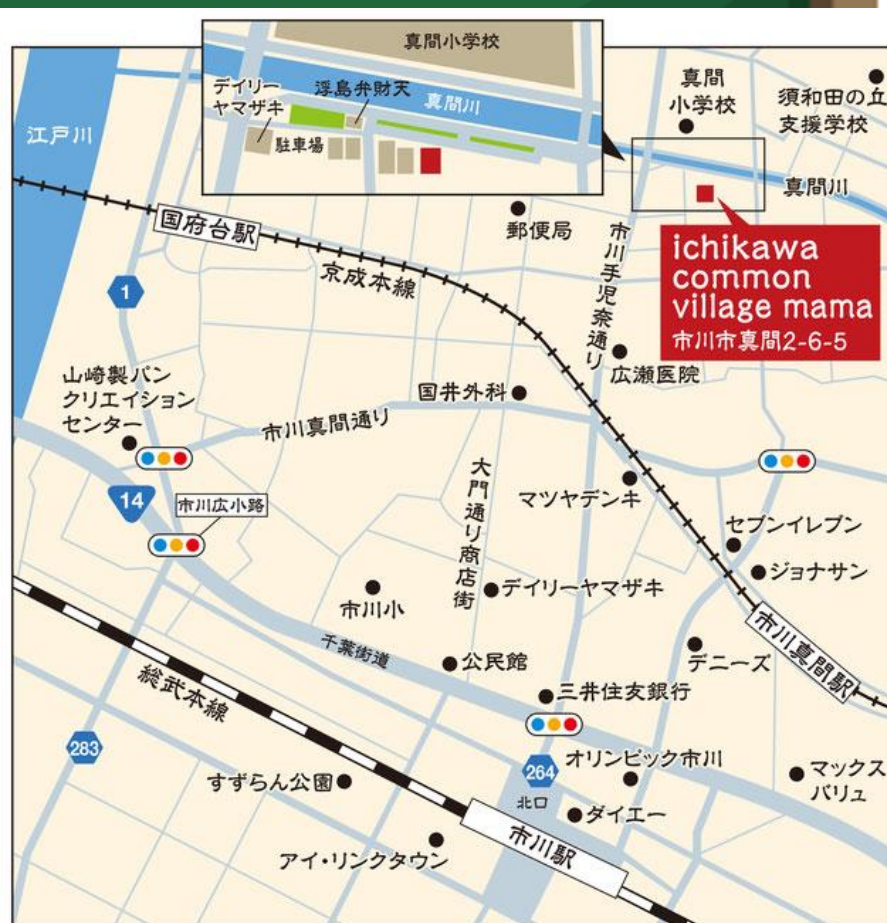 真間小学校
デイリー
ヤマザキ
浮島弁財天
真間川
駐車場
江戸川
真間
小学校
須和田の丘
支援学校
真間川
国府台駅
郵便局
市川手児奈通り
ichikawa
common
village mama
市川市真間2-6-5
京成本線
1
広瀬医院
山崎製パン
クリエイション
センター
国井外科
市川真間通り
大門通り商店街
マツヤデンキ
14
市川広小路
セブンイレブン
ジョナサン
市川小
デイリーヤマザキ
市川真間駅
千葉街道
公民館
デニーズ
総武本線
三井住友銀行
283
264
オリンピック市川
マックス
バリュ
すずらん公園
北口
ダイエー
市川駅
アイ・リンクタウン